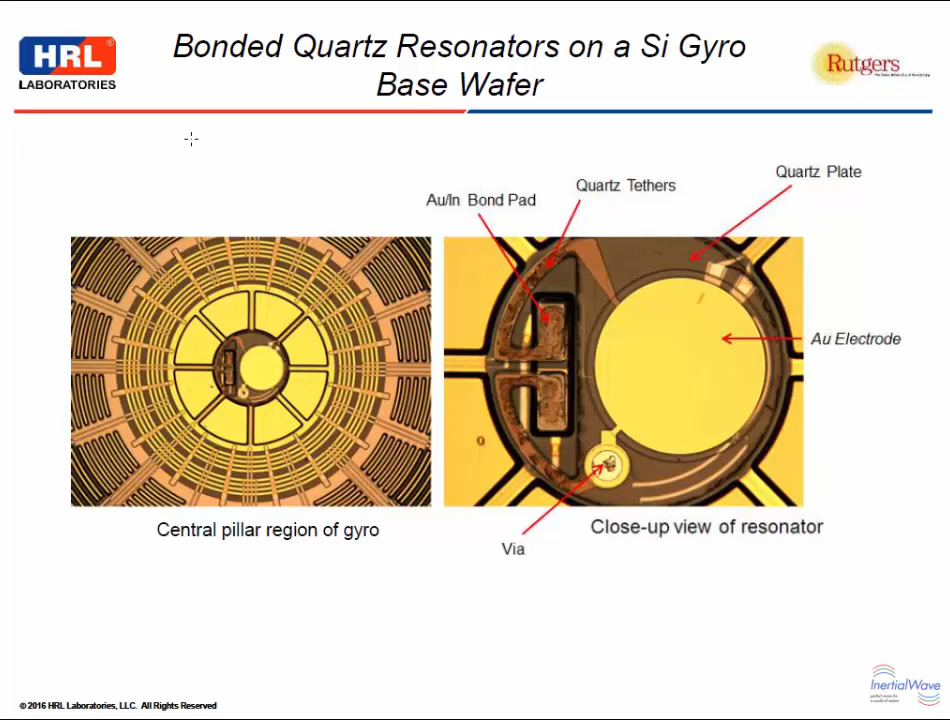 HRL®
LABORATORIES
Bonded Quartz Resonators on a Si Gyro
Base Wafer
Rutgers
Quartz Plate
Quartz Tethers
Au/In Bond Pad
Au Electrode
Central pillar region of gyro
Close-up view of resonator
Via
InertialWave
© 2016 HRL Laboratories, LLC. All Rights Reserved